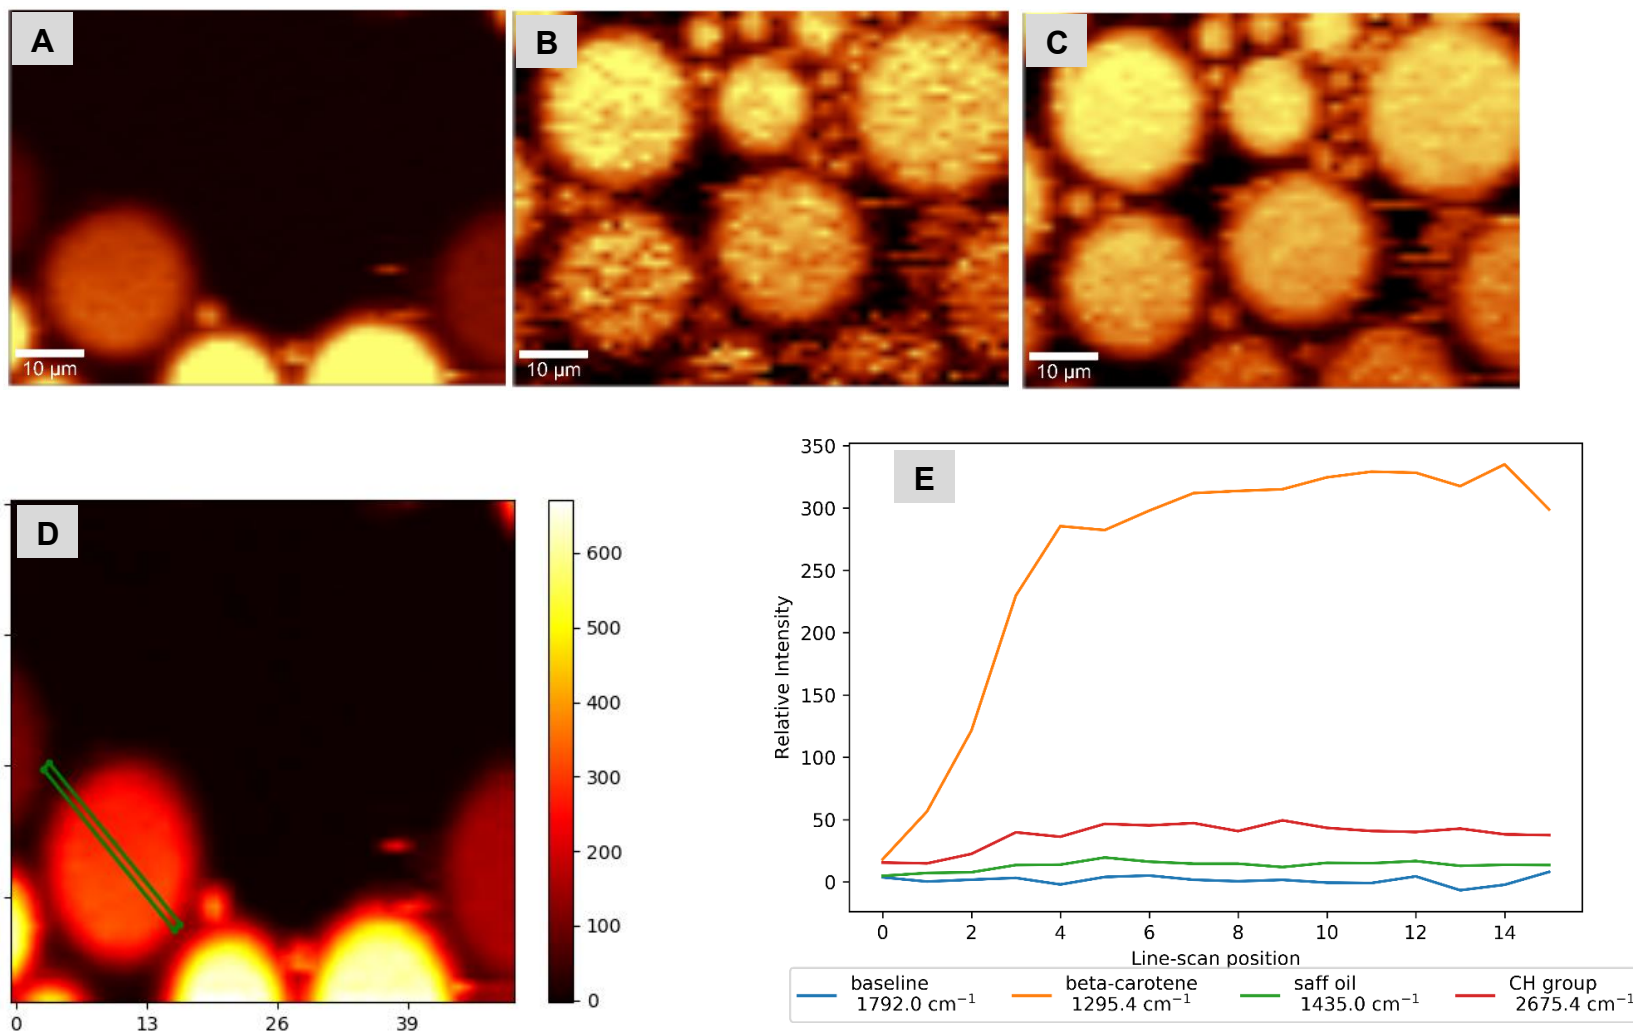 A
B
C
10 µm
10 µm
10 µm
D
600
500
400
300
200
100
0
0
13
26
39
E
350
300
250
200
150
100
50
0
Relative Intensity
0
2
4
6
8
10
12
14
Line-scan position
baseline
1792.0 cm⁻¹
beta-carotene
1295.4 cm⁻¹
saff oil
1435.0 cm⁻¹
CH group
2675.4 cm⁻¹